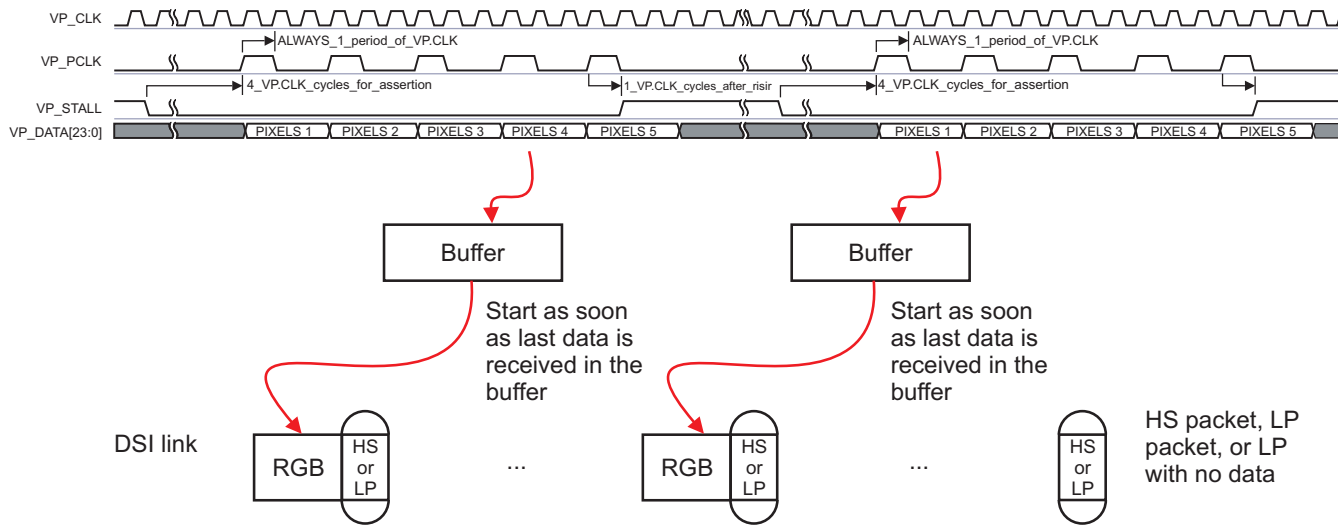 VP_CLK
ALWAYS_1_period_of_VP.CLK ALWAYS_1_period_of_VP.CLK
VP_PCLK
4_VP.CLK_cycles_for_assertion 1_VP.CLK_cycles_after_risir 4_VP.CLK_cycles_for_assertion
VP_STALL
VP_DATA[23:0] PIXELS 1 PIXELS 2 PIXELS 3 PIXELS 4 PIXELS 5 PIXELS 1 PIXELS 2 PIXELS 3 PIXELS 4 PIXELS 5
Buffer Buffer
Start as soon
as last data is
received in the
buffer
Start as soon
as last data is
received in the
buffer
DSI link
RGB
HS
or
LP
...
RGB
HS
or
LP
...
HS
or
LP
HS packet, LP
packet, or LP
with no data